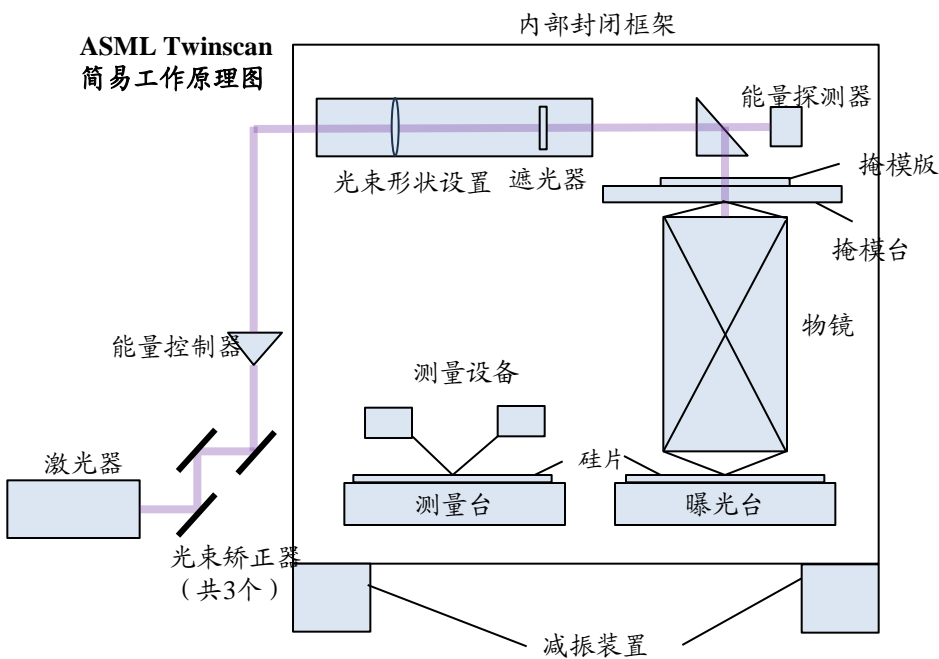 内部封闭框架
ASML Twinscan
简易工作原理图
能量探测器
掩模版
光束形状设置
遮光器
掩模台
物镜
能量控制器
测量设备
激光器
硅片
测量台
曝光台
光束矫正器
（共3个）
减振装置